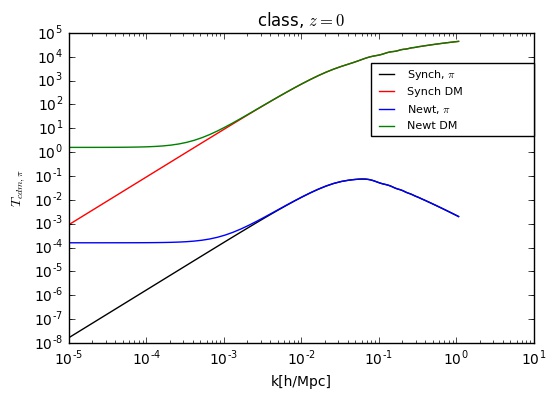 class, z = 0
10^5
10^4
10^3
10^2
10^1
10^0
10^-1
10^-2
10^-3
10^-4
10^-5
10^-6
10^-7
10^-8
T_{cdm, π}
Synch, π
Synch DM
Newt, π
Newt DM
10^-5 10^-4 10^-3 10^-2 10^-1 10^0 10^1
k[h/Mpc]